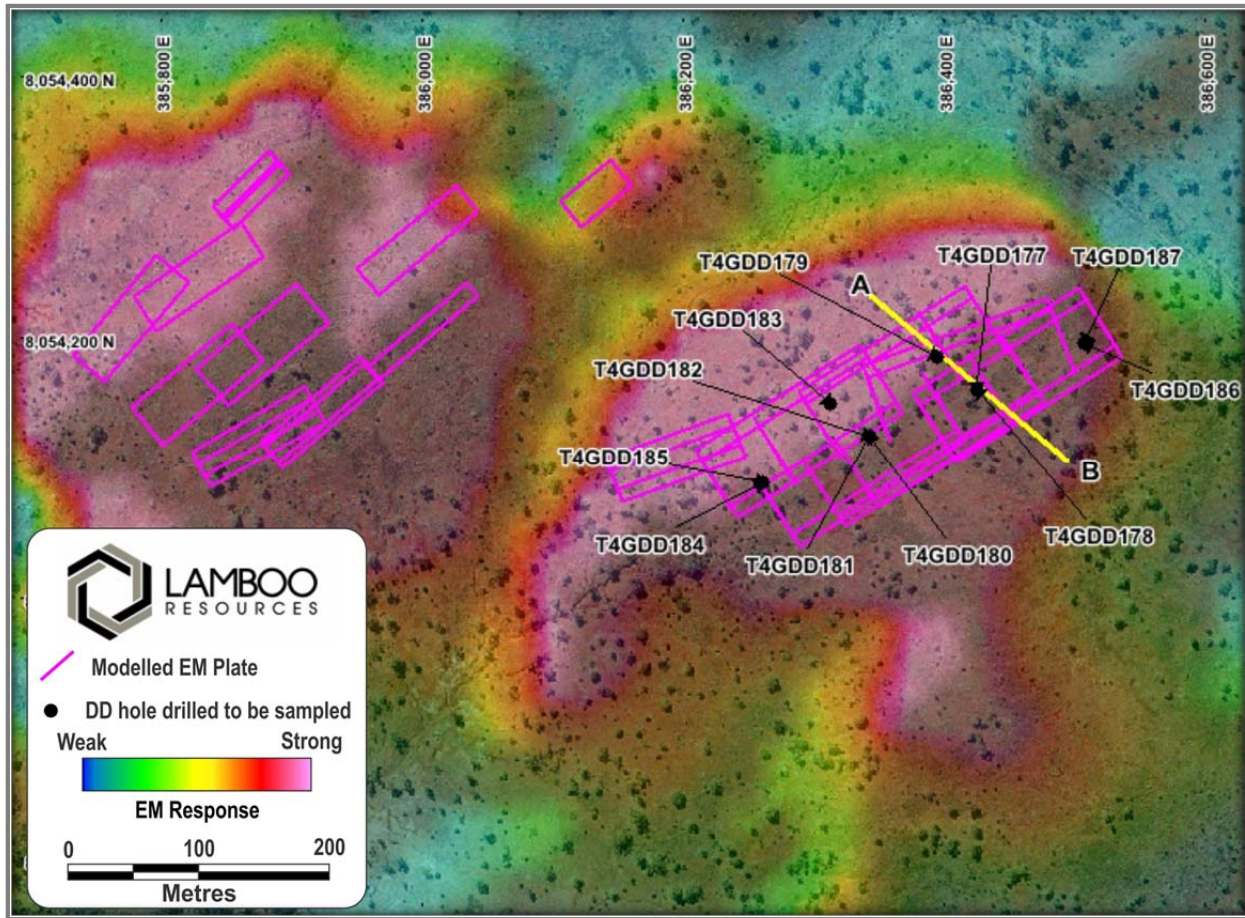 385,800 E
386,000 E
386,200 E
386,400 E
386,600 E
8,054,400 N
8,054,200 N
T4GDD179
T4GDD177
T4GDD187
A
T4GDD183
T4GDD182
T4GDD186
T4GDD185
B
T4GDD184
T4GDD181
T4GDD180
T4GDD178
LAMBOO
RESOURCES
Modelled EM Plate
DD hole drilled to be sampled
Weak Strong
EM Response
0 100 200
Metres